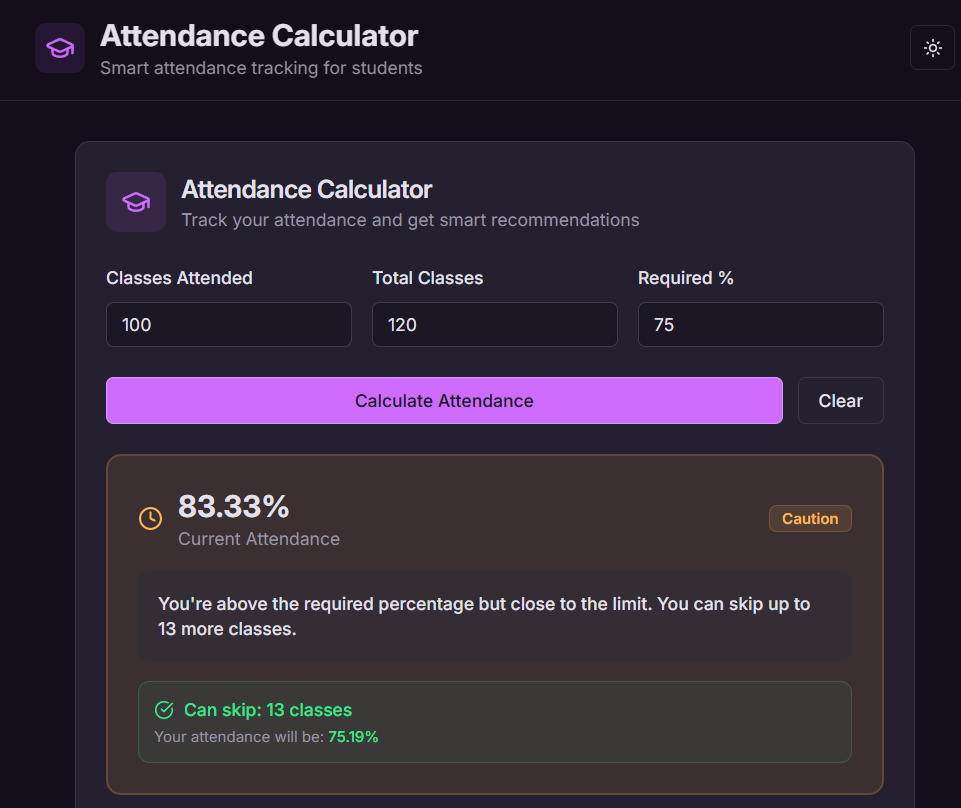 Attendance Calculator
Smart attendance tracking for students
Attendance Calculator
Track your attendance and get smart recommendations
Classes Attended
Total Classes
Required %
100
120
75
Calculate Attendance
Clear
83.33%
Current Attendance
Caution
You're above the required percentage but close to the limit. You can skip up to
13 more classes.
Can skip: 13 classes
Your attendance will be: 75.19%